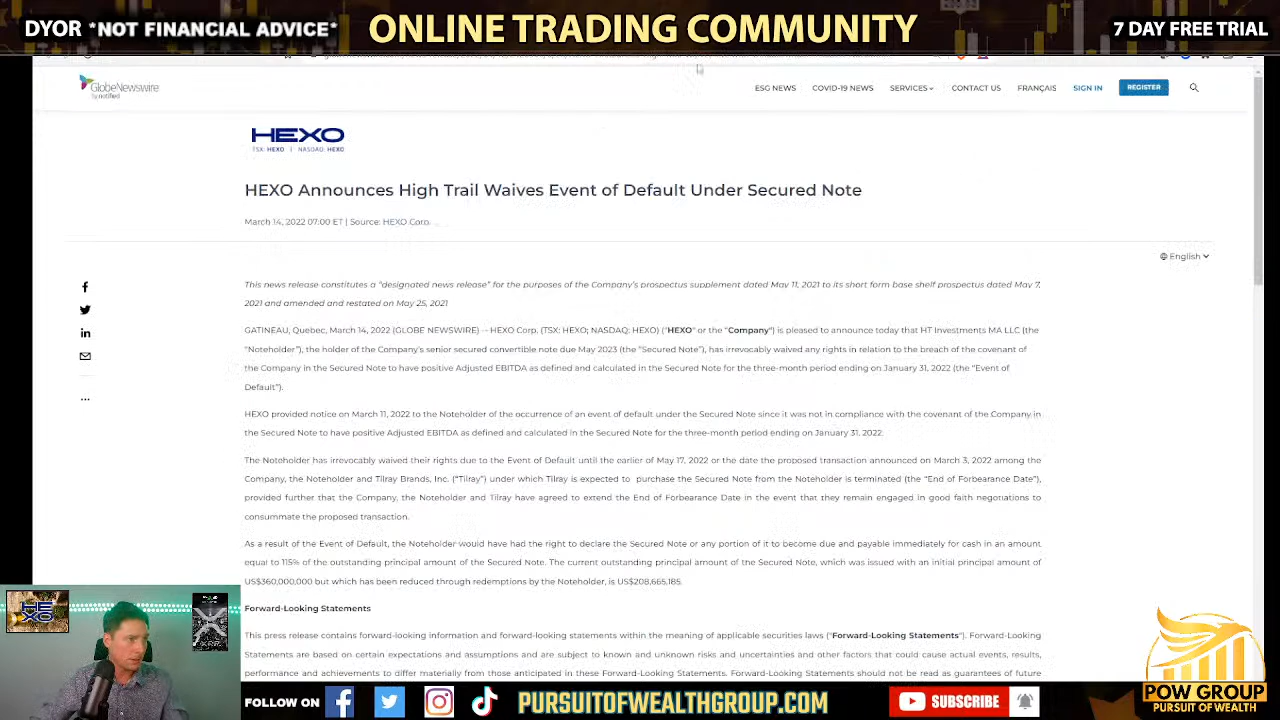 DYOR *NOT FINANCIAL ADVICE*
ONLINE TRADING COMMUNITY
7 DAY FREE TRIAL
GlobeNewswire
by notified
ESG NEWS
COVID-19 NEWS
SERVICES
CONTACT US
FRANÇAIS
SIGN IN
REGISTER
HEXO
TSX: HEXO | NASDAQ: HEXO
HEXO Announces High Trail Waives Event of Default Under Secured Note
March 14, 2022 07:00 ET | Source: HEXO Corp.
English
This news release constitutes a "designated news release" for the purposes of the Company's prospectus supplement dated May 11, 2021 to its short form base shelf prospectus dated May 7,
2021 and amended and restated on May 25, 2021
GATINEAU, Quebec, March 14, 2022 (GLOBE NEWSWIRE) -- HEXO Corp. (TSX: HEXO; NASDAQ: HEXO) ("HEXO" or the "Company") is pleased to announce today that HT Investments MA LLC (the
"Noteholder"), the holder of the Company's senior secured convertible note due May 2023 (the "Secured Note"), has irrevocably waived any rights in relation to the breach of the covenant of
the Company in the Secured Note to have positive Adjusted EBITDA as defined and calculated in the Secured Note for the three-month period ending on January 31, 2022 (the "Event of
Default").
HEXO provided notice on March 11, 2022 to the Noteholder of the occurrence of an event of default under the Secured Note since it was not in compliance with the covenant of the Company in
the Secured Note to have positive Adjusted EBITDA as defined and calculated in the Secured Note for the three-month period ending on January 31, 2022.
The Noteholder has irrevocably waived their rights due to the Event of Default until the earlier of May 17, 2022 or the date the proposed transaction announced on March 3, 2022 among the
Company, the Noteholder and Tilray Brands, Inc. ("Tilray") under which Tilray is expected to purchase the Secured Note from the Noteholder is terminated (the "End of Forbearance Date"),
provided further that the Company, the Noteholder and Tilray have agreed to extend the End of Forbearance Date in the event that they remain engaged in good faith negotiations to
consummate the proposed transaction.
As a result of the Event of Default, the Noteholder would have had the right to declare the Secured Note or any portion of it to become due and payable immediately for cash in an amount
equal to 115% of the outstanding principal amount of the Secured Note. The current outstanding principal amount of the Secured Note, which was issued with an initial principal amount of
US$360,000,000 but which has been reduced through redemptions by the Noteholder, is US$208,665,185.
Forward-Looking Statements
This press release contains forward-looking information and forward-looking statements within the meaning of applicable securities laws ("Forward-Looking Statements"). Forward-Looking
Statements are based on certain expectations and assumptions and are subject to known and unknown risks and uncertainties and other factors that could cause actual events, results,
performance and achievements to differ materially from those anticipated in these Forward-Looking Statements. Forward-Looking Statements should not be read as guarantees of future
HEXO
POW GROUP
PURSUIT OF WEALTH
FOLLOW ON
PURSUITOFWEALTHGROUP.COM
SUBSCRIBE